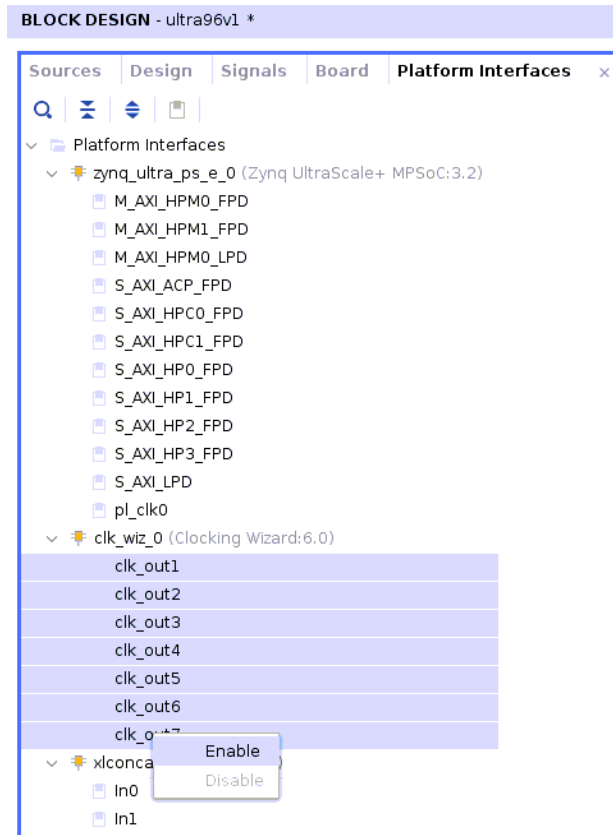 BLOCK DESIGN - ultra96v1 *
Sources Design Signals Board Platform Interfaces ×
Platform Interfaces
zynq_ultra_ps_e_0 (Zynq UltraScale+ MPSoC:3.2)
M_AXI_HPM0_FPD
M_AXI_HPM1_FPD
M_AXI_HPM0_LPD
S_AXI_ACP_FPD
S_AXI_HPC0_FPD
S_AXI_HPC1_FPD
S_AXI_HP0_FPD
S_AXI_HP1_FPD
S_AXI_HP2_FPD
S_AXI_HP3_FPD
S_AXI_LPD
pl_clk0
clk_wiz_0 (Clocking Wizard:6.0)
clk_out1
clk_out2
clk_out3
clk_out4
clk_out5
clk_out6
clk_out7
Enable
xlconca )
Disable
In0
In1